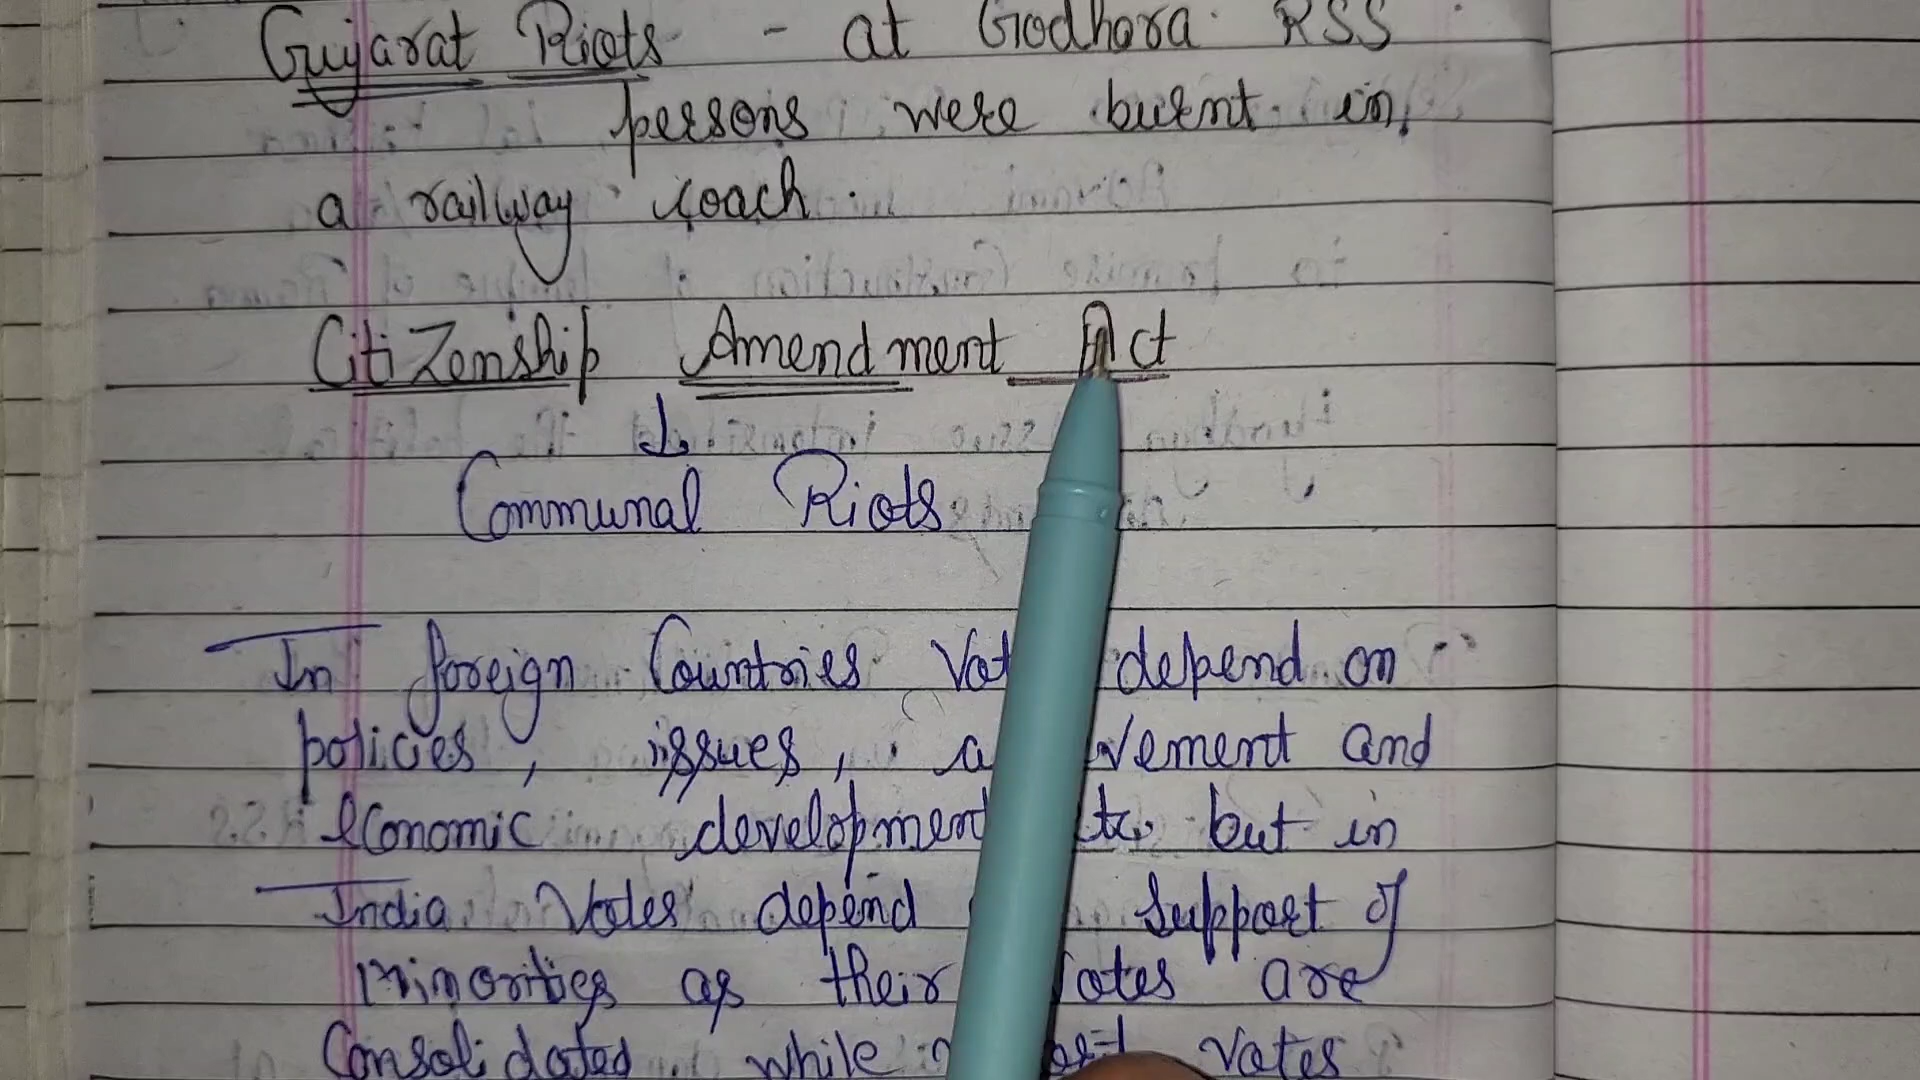 Gujarat Riots - at Godhara RSS
persons were burnt in
a railway coach.
Citizenship Amendment Act
Communal Riots
In foreign Countries Vot depend on
policies, issues, a vement and
economic development etc. but in
India Votes depend Support of
minorities as their votes are
Consolidated while votes